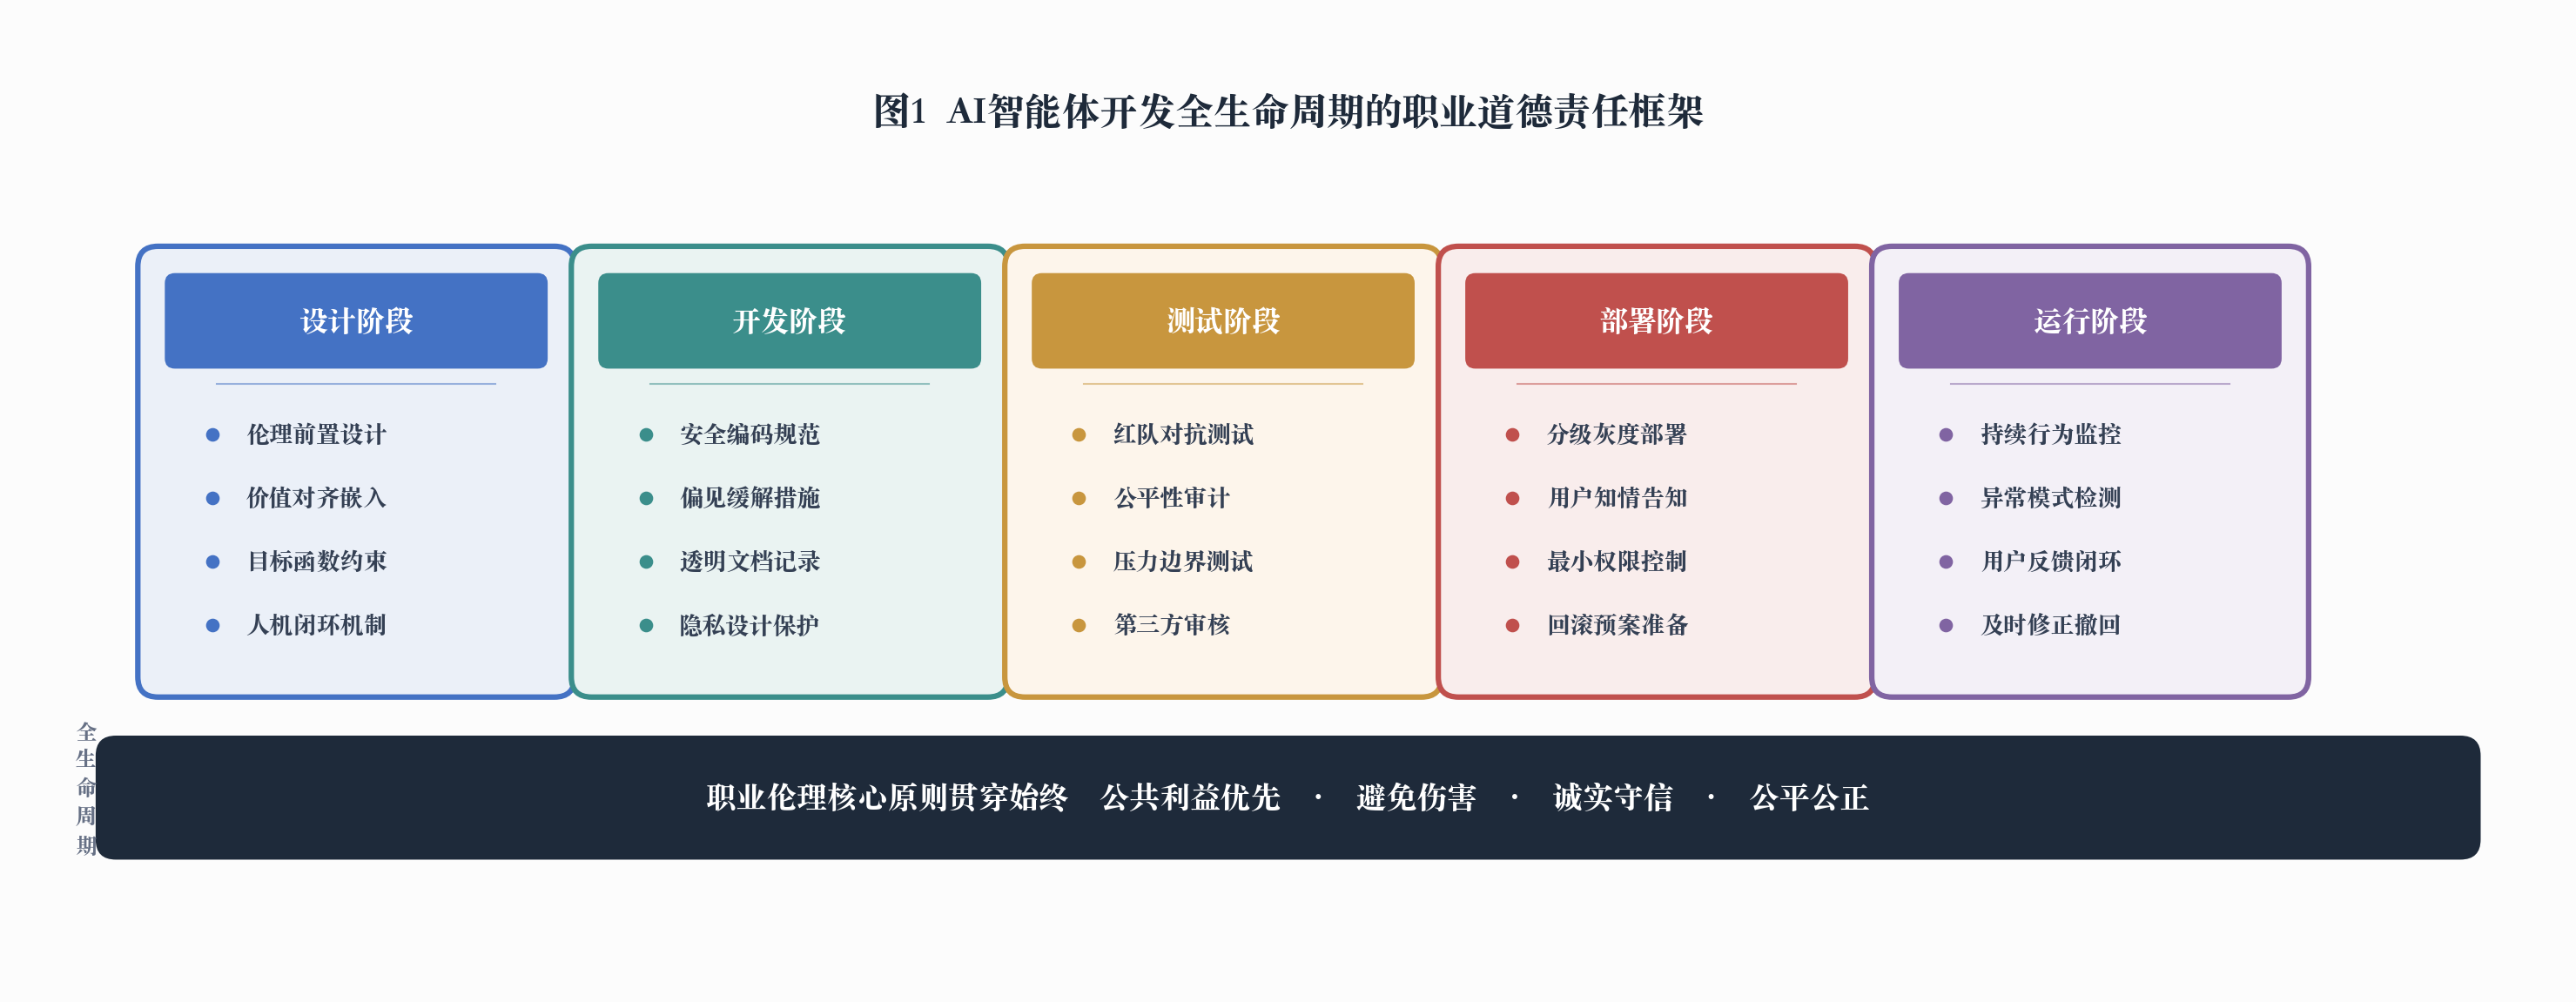 图1 AI智能体开发全生命周期的职业道德责任框架
设计阶段
伦理前置设计
价值对齐嵌入
目标函数约束
人机闭环机制
开发阶段
安全编码规范
偏见缓解措施
透明文档记录
隐私设计保护
测试阶段
红队对抗测试
公平性审计
压力边界测试
第三方审核
部署阶段
分级灰度部署
用户知情告知
最小权限控制
回滚预案准备
运行阶段
持续行为监控
异常模式检测
用户反馈闭环
及时修正撤回
全生命周期
职业伦理核心原则贯穿始终 公共利益优先 · 避免伤害 · 诚实守信 · 公平公正